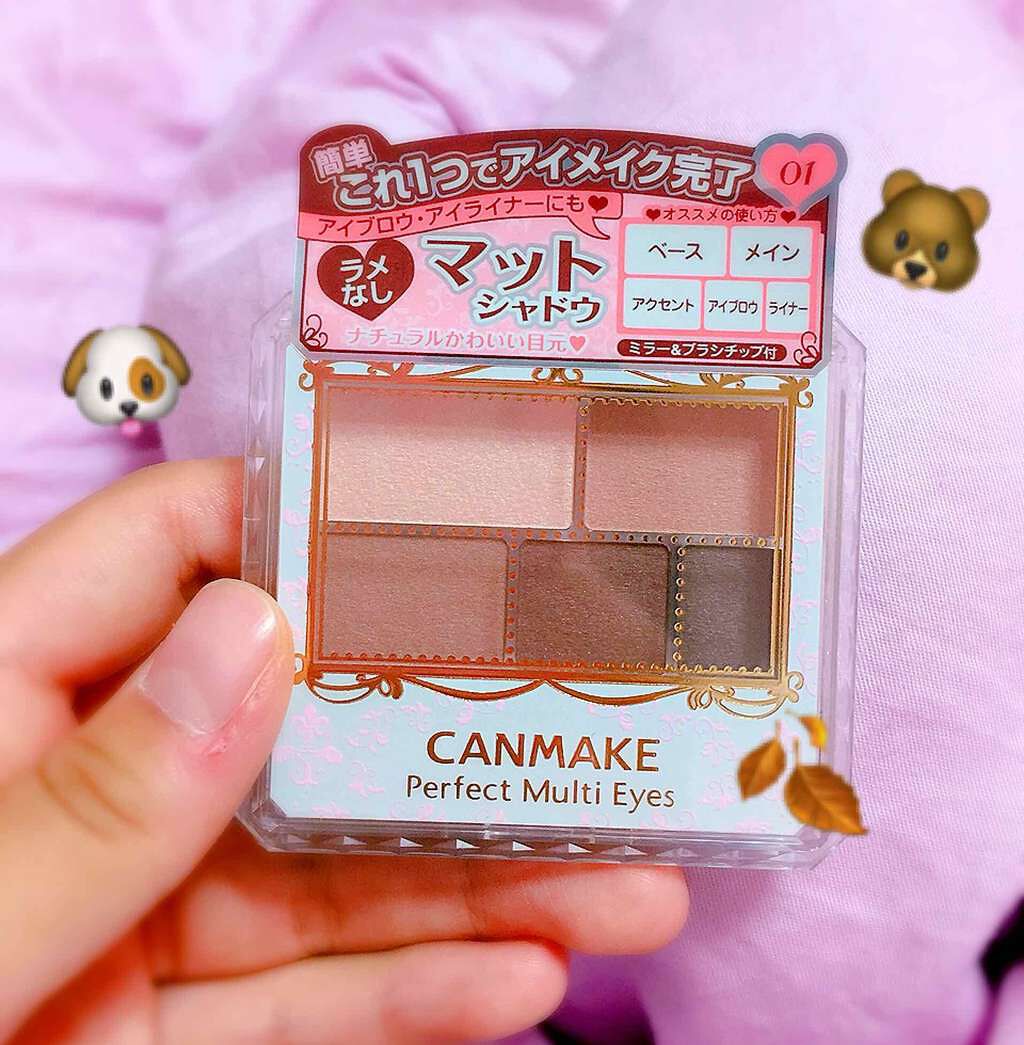 簡単
これ1つでアイメイク完了
01
アイブロウ・アイライナーにも♥
ラメ
なし
マット
シャドウ
ナチュラルかわいい目元♥
♥オススメの使い方♥
ベース
メイン
アクセント
アイブロウ
ライナー
ミラー&ブラシチップ付
CANMAKE
Perfect Multi Eyes